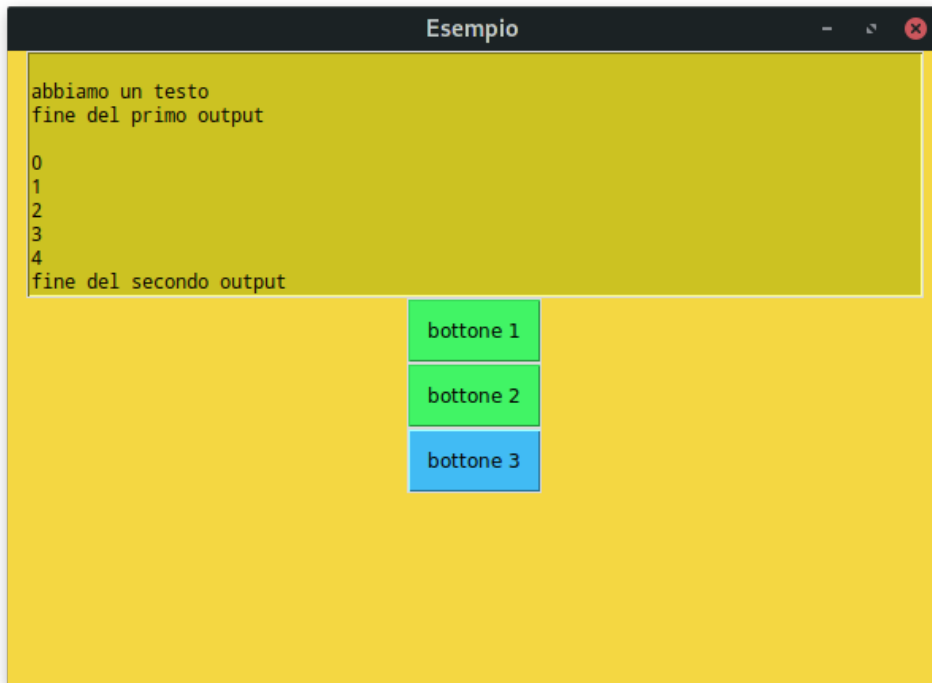 Esempio
abbiamo un testo
fine del primo output
0
1
2
3
4
fine del secondo output
bottone 1
bottone 2
bottone 3